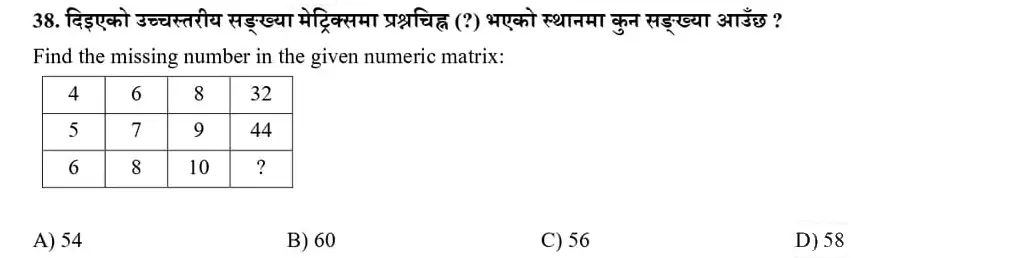 38. दिइएको उच्चस्तरीय सङ्ख्या मेट्रिक्समा प्रश्नचिह्न (?) भएको स्थानमा कुन सङ्ख्या आउँछ ?
Find the missing number in the given numeric matrix:
4 6 8 32
5 7 9 44
6 8 10 ?
A) 54 B) 60 C) 56 D) 58